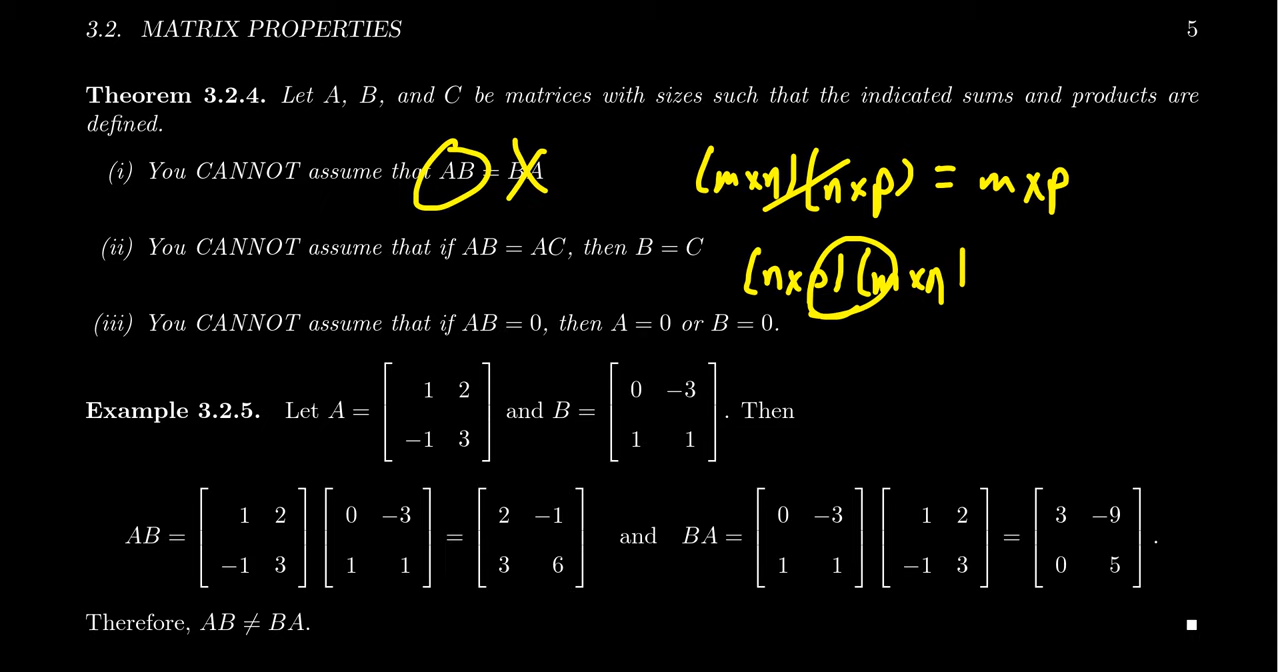 3.2. MATRIX PROPERTIES 5
Theorem 3.2.4. Let A, B, and C be matrices with sizes such that the indicated sums and products are
defined.
(i) You CANNOT assume that AB = BA (m×n)(n×p) = m×p
(ii) You CANNOT assume that if AB = AC, then B = C
(n×p)(m×n)
(iii) You CANNOT assume that if AB = 0, then A = 0 or B = 0.
Example 3.2.5. Let A = [ 1 2 ; −1 3 ] and B = [ 0 −3 ; 1 1 ]. Then
AB = [ 1 2 ; −1 3 ] [ 0 −3 ; 1 1 ] = [ 2 −1 ; 3 6 ] and BA = [ 0 −3 ; 1 1 ] [ 1 2 ; −1 3 ] = [ 3 −9 ; 0 5 ].
Therefore, AB ≠ BA. ■